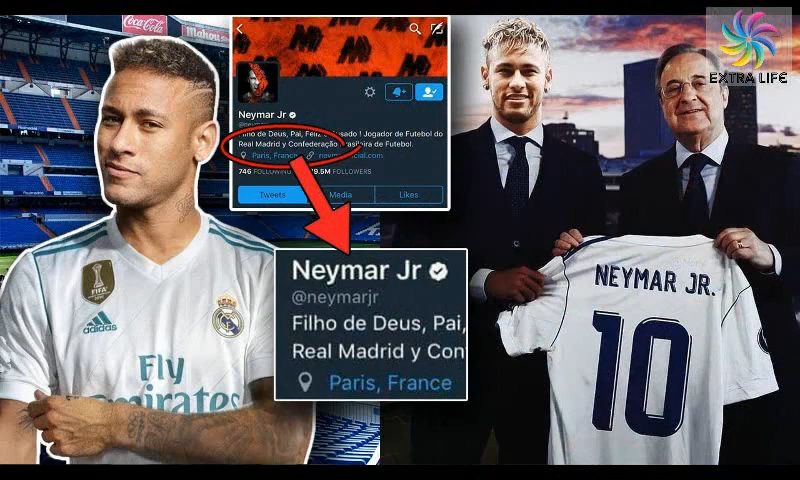 Coca-Cola
Mahou
EXTRA LIFE
Neymar Jr
Filho de Deus, Pai,
Jogador de Futebol do
Real Madrid y Confederação Brasileira de Futebol.
Paris, France
746 FOLLOWING
FOLLOWERS
Tweets
Media
Likes
Neymar Jr
@neymarjr
Filho de Deus, Pai,
Real Madrid y Con
Paris, France
FIFA
adidas
Fly
Emirates
NEYMAR JR.
10